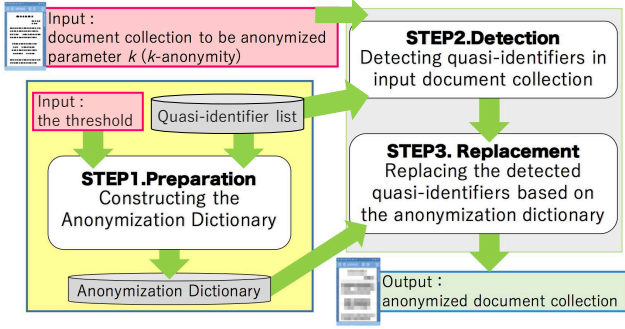 Input：
document collection to be anonymized
parameter k (k-anonymity)
Input：
the threshold
Quasi-identifier list
STEP1.Preparation
Constructing the
Anonymization Dictionary
Anonymization Dictionary
STEP2.Detection
Detecting quasi-identifiers in
input document collection
STEP3. Replacement
Replacing the detected
quasi-identifiers based on
the anonymization dictionary
Output：
anonymized document collection